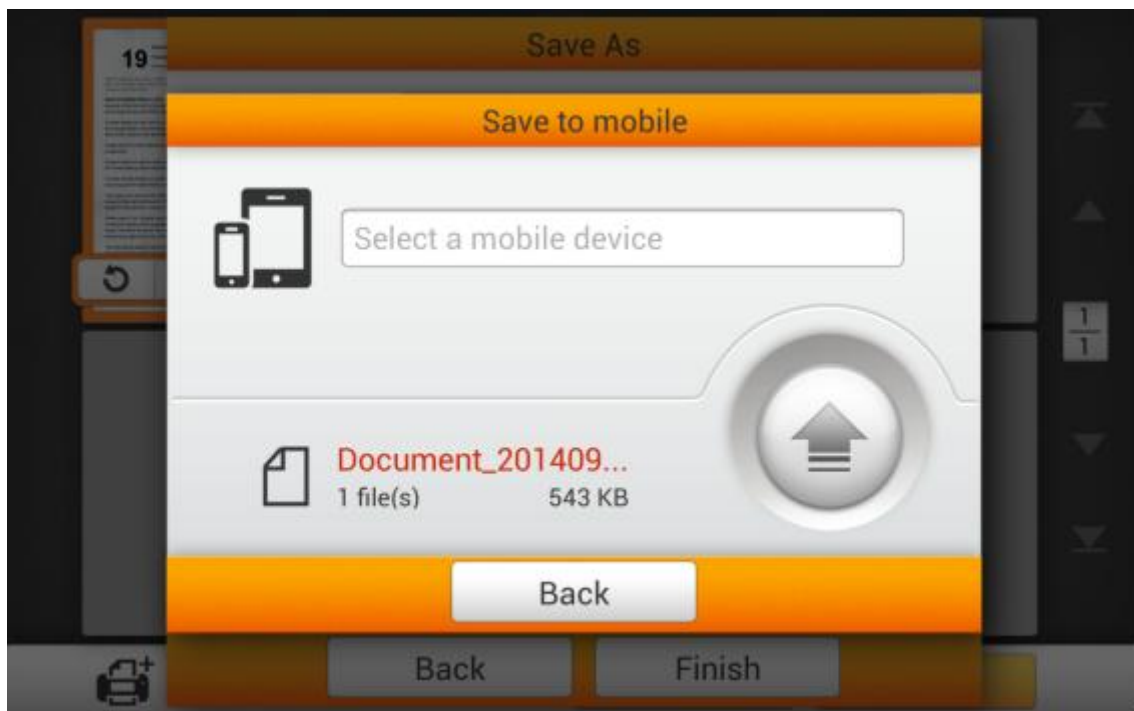 Save As
19
Save to mobile
Select a mobile device
1
1
Document_201409...
1 file(s) 543 KB
Back
Back Finish